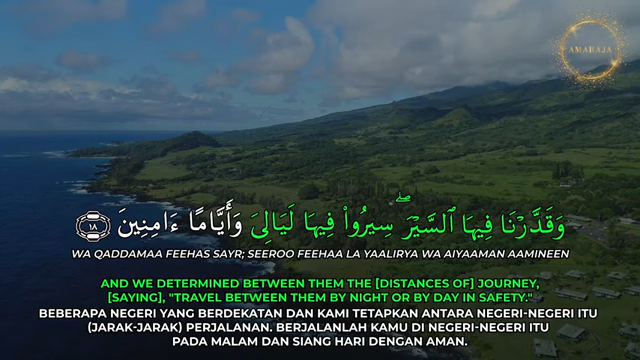 AMARAJA
وَقَدَّرْنَا فِيهَا ٱلسَّيْرَ ۖ سِيرُوا۟ فِيهَا لَيَالِىَ وَأَيَّامًا ءَامِنِينَ ١٨
WA QADDAMAA FEEHAS SAYR; SEEROO FEEHAA LA YAALIRYA WA AIYAAMAN AAMINEEN
AND WE DETERMINED BETWEEN THEM THE [DISTANCES OF] JOURNEY,
[SAYING], "TRAVEL BETWEEN THEM BY NIGHT OR BY DAY IN SAFETY."
BEBERAPA NEGERI YANG BERDEKATAN DAN KAMI TETAPKAN ANTARA NEGERI-NEGERI ITU
(JARAK-JARAK) PERJALANAN. BERJALANLAH KAMU DI NEGERI-NEGERI ITU
PADA MALAM DAN SIANG HARI DENGAN AMAN.